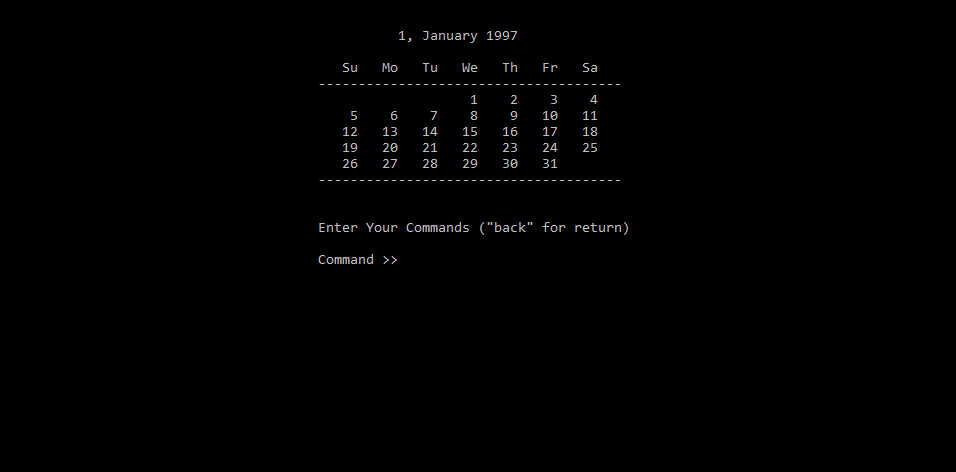 1, January 1997
Su Mo Tu We Th Fr Sa
--------------------------------------
1 2 3 4
5 6 7 8 9 10 11
12 13 14 15 16 17 18
19 20 21 22 23 24 25
26 27 28 29 30 31
--------------------------------------
Enter Your Commands ("back" for return)
Command >>